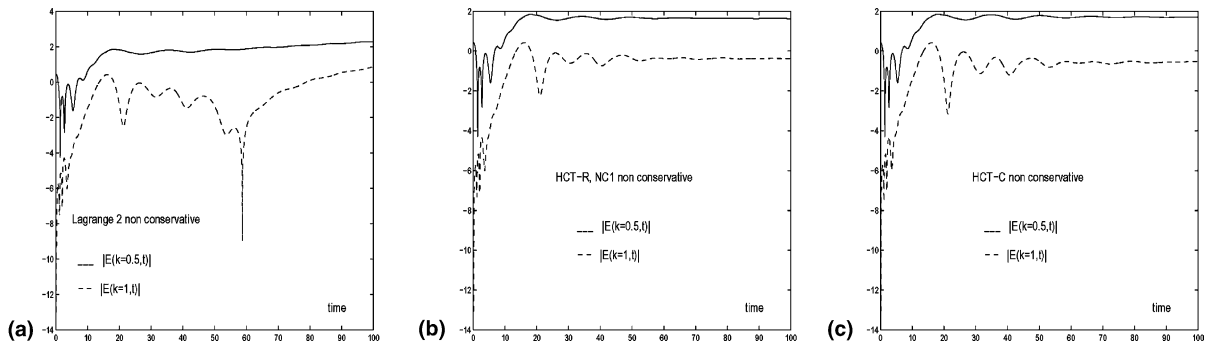 4
2
0
−2
−4
−6
−8
−10
−12
−14
0 10 20 30 40 50 60 70 80 90 100
Lagrange 2 non conservative
|E(k=0.5,t)|
|E(k=1,t)|
time
(a)
2
0
−2
−4
−6
−8
−10
−12
−14
0 10 20 30 40 50 60 70 80 90 100
HCT−R, NC1 non conservative
|E(k=0.5,t)|
|E(k=1,t)|
time
(b)
2
0
−2
−4
−6
−8
−10
−12
−14
0 10 20 30 40 50 60 70 80 90 100
HCT−C non conservative
|E(k=0.5,t)|
|E(k=1,t)|
time
(c)